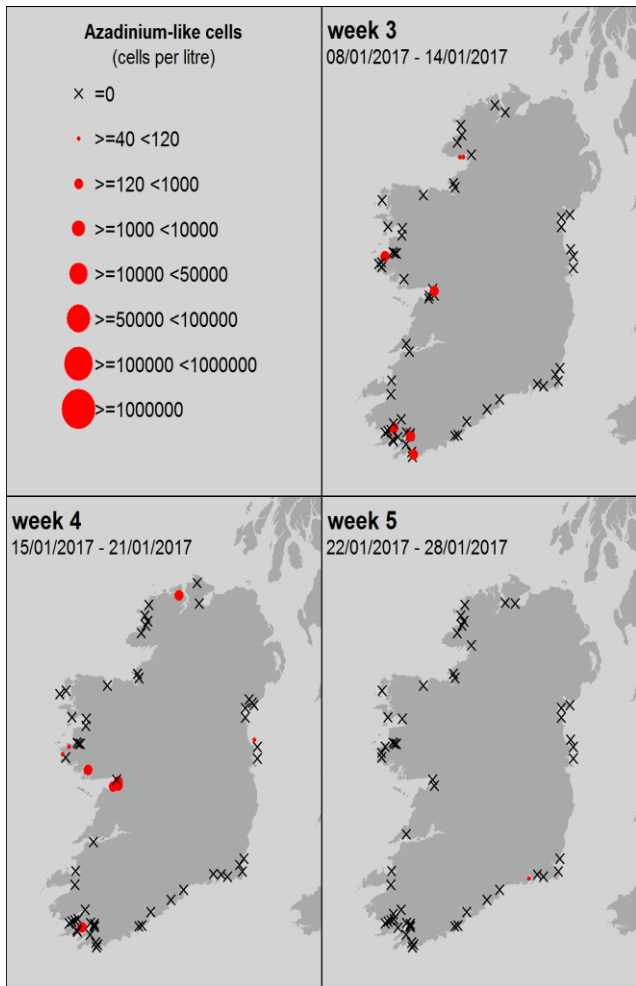 Azadinium-like cells
(cells per litre)
=0
>=40 <120
>=120 <1000
>=1000 <10000
>=10000 <50000
>=50000 <100000
>=100000 <1000000
>=1000000
week 3
08/01/2017 - 14/01/2017
week 4
15/01/2017 - 21/01/2017
week 5
22/01/2017 - 28/01/2017